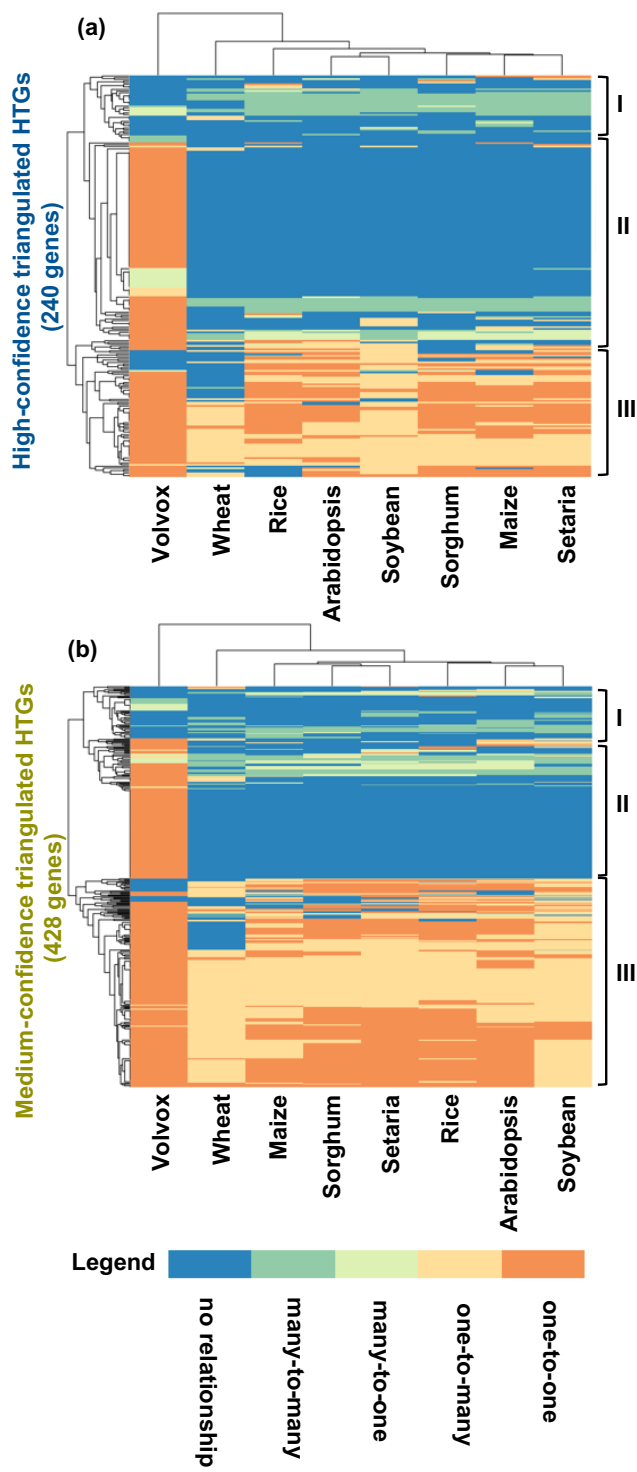 (a)
High-confidence triangulated HTGs
(240 genes)
I
II
III
Volvox
Wheat
Rice
Arabidopsis
Soybean
Sorghum
Maize
Setaria
(b)
Medium-confidence triangulated HTGs
(428 genes)
I
II
III
Volvox
Wheat
Maize
Sorghum
Setaria
Rice
Arabidopsis
Soybean
Legend
no relationship
many-to-many
many-to-one
one-to-many
one-to-one